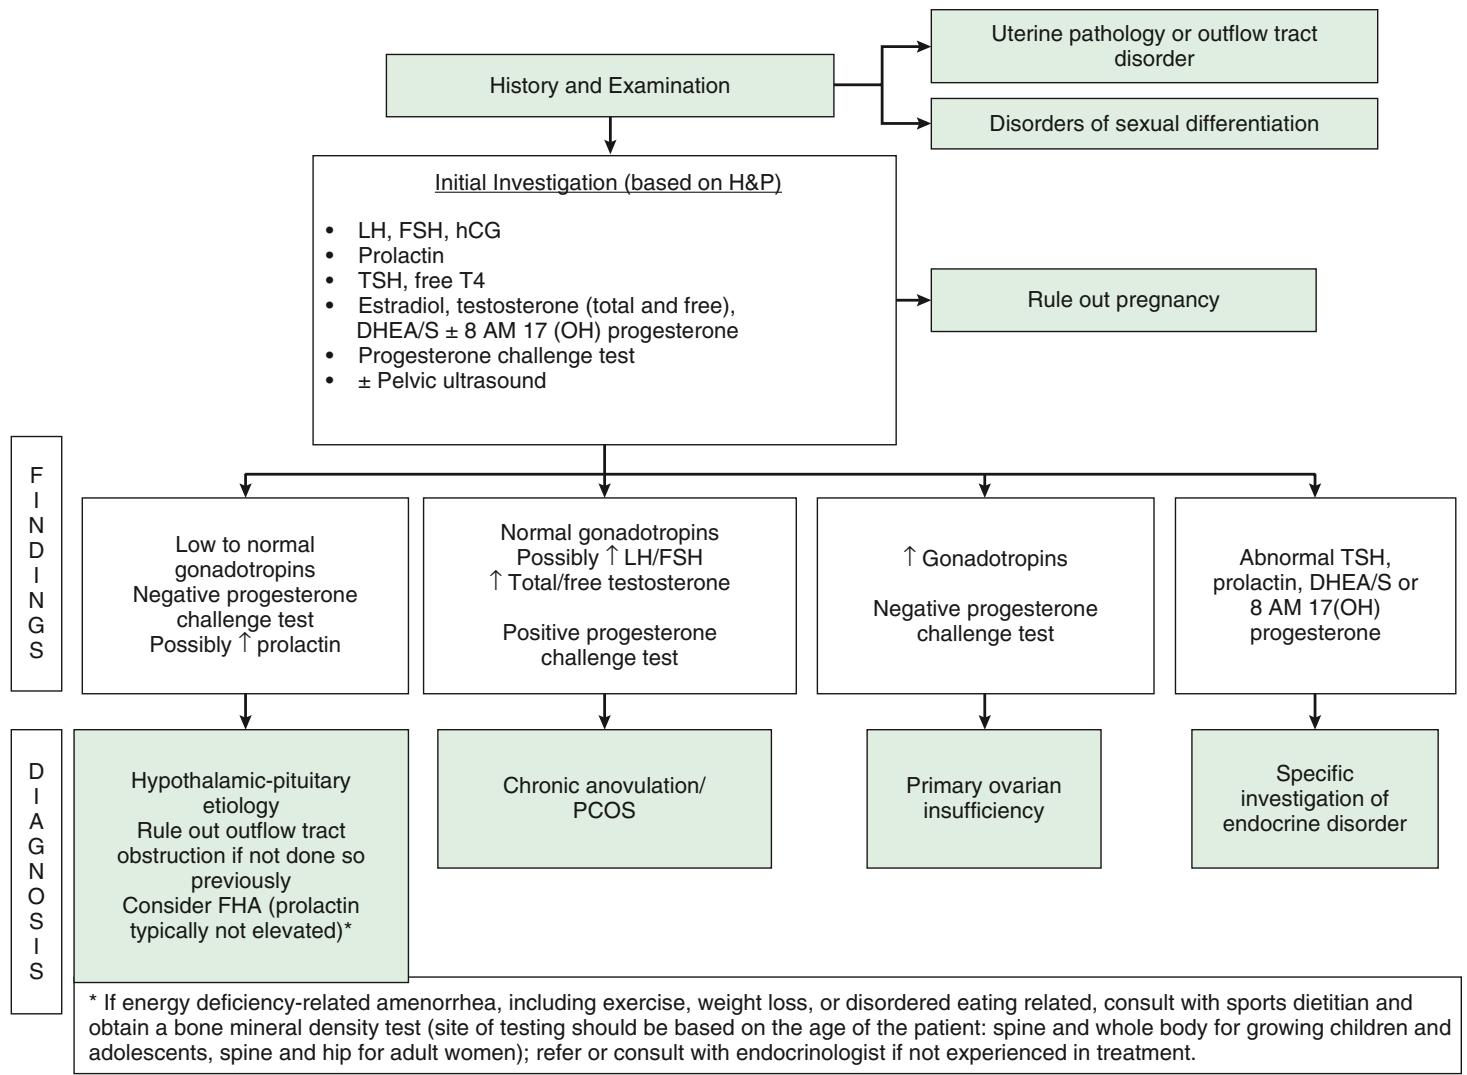 Uterine pathology or outflow tract
disorder
History and Examination
Disorders of sexual differentiation
Initial Investigation (based on H&P)
• LH, FSH, hCG
• Prolactin
• TSH, free T4
• Estradiol, testosterone (total and free),
DHEA/S ± 8 AM 17 (OH) progesterone
• Progesterone challenge test
• ± Pelvic ultrasound
Rule out pregnancy
FINDINGS
Low to normal
gonadotropins
Negative progesterone
challenge test
Possibly ↑ prolactin
Normal gonadotropins
Possibly ↑ LH/FSH
↑ Total/free testosterone
Positive progesterone
challenge test
↑ Gonadotropins
Negative progesterone
challenge test
Abnormal TSH,
prolactin, DHEA/S or
8 AM 17(OH)
progesterone
DIAGNOSIS
Hypothalamic-pituitary
etiology
Rule out outflow tract
obstruction if not done so
previously
Consider FHA (prolactin
typically not elevated)*
Chronic anovulation/
PCOS
Primary ovarian
insufficiency
Specific
investigation of
endocrine disorder
* If energy deficiency-related amenorrhea, including exercise, weight loss, or disordered eating related, consult with sports dietitian and
obtain a bone mineral density test (site of testing should be based on the age of the patient: spine and whole body for growing children and
adolescents, spine and hip for adult women); refer or consult with endocrinologist if not experienced in treatment.